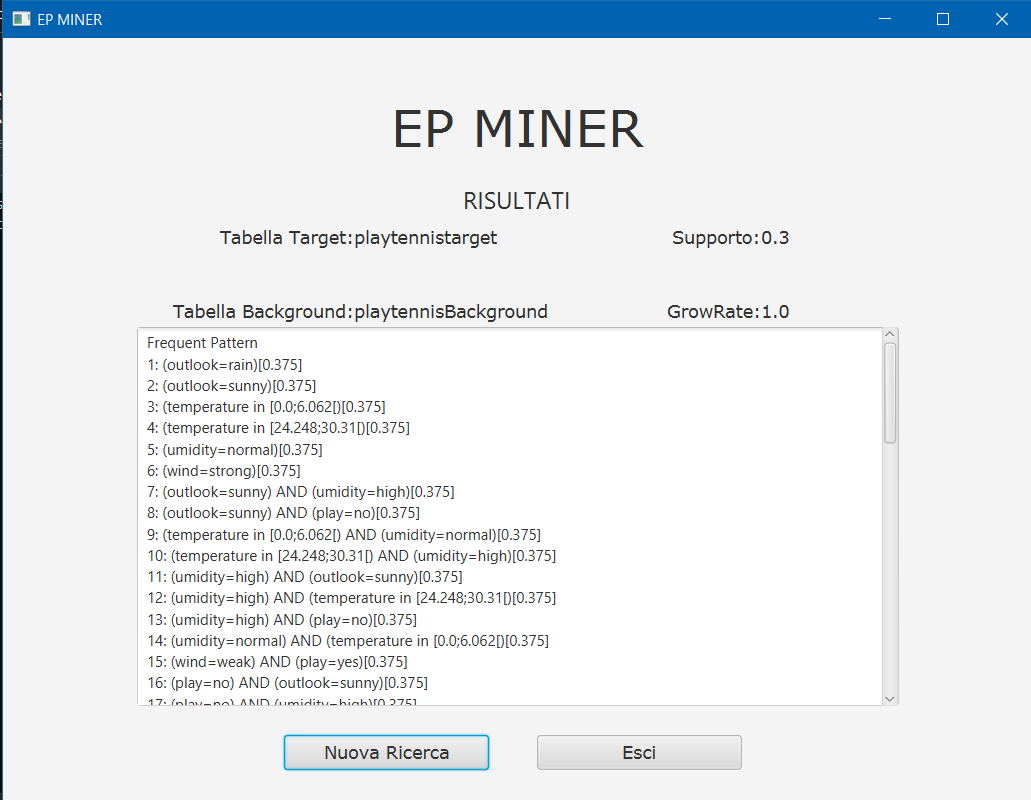 EP MINER
EP MINER
RISULTATI
Tabella Target:playtennistarget Supporto:0.3
Tabella Background:playtennisBackground GrowRate:1.0
Frequent Pattern
1: (outlook=rain)[0.375]
2: (outlook=sunny)[0.375]
3: (temperature in [0.0;6.062[)[0.375]
4: (temperature in [24.248;30.31[)[0.375]
5: (umidity=normal)[0.375]
6: (wind=strong)[0.375]
7: (outlook=sunny) AND (umidity=high)[0.375]
8: (outlook=sunny) AND (play=no)[0.375]
9: (temperature in [0.0;6.062[) AND (umidity=normal)[0.375]
10: (temperature in [24.248;30.31[) AND (umidity=high)[0.375]
11: (umidity=high) AND (outlook=sunny)[0.375]
12: (umidity=high) AND (temperature in [24.248;30.31[)[0.375]
13: (umidity=high) AND (play=no)[0.375]
14: (umidity=normal) AND (temperature in [0.0;6.062[)[0.375]
15: (wind=weak) AND (play=yes)[0.375]
16: (play=no) AND (outlook=sunny)[0.375]
17: (play=no) AND (umidity=high)[0.375]
Nuova Ricerca Esci